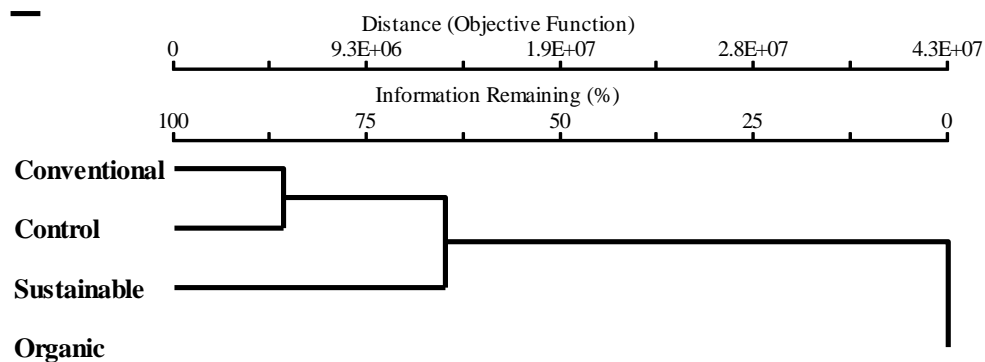 Distance (Objective Function)
0 9.3E+06 1.9E+07 2.8E+07 4.3E+07
Information Remaining (%)
100 75 50 25 0
Conventional
Control
Sustainable
Organic